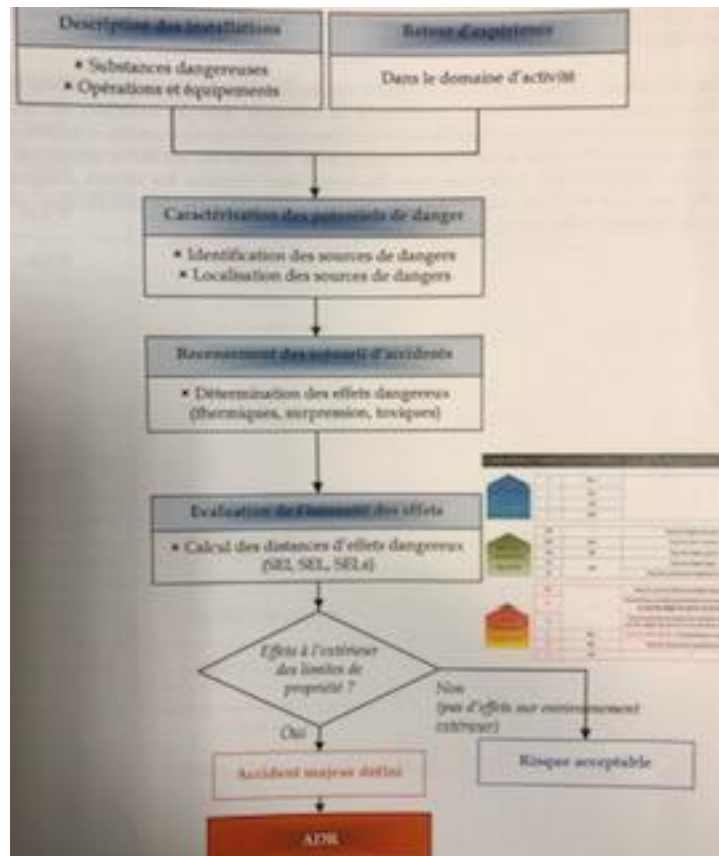 Description des installations
Retour d'expérience
* Substances dangereuses
* Opérations et équipements
Dans le domaine d'activité
Caractérisation des potentiels de danger
* Identification des sources de dangers
* Localisation des sources de dangers
Recensement des scénarii d'accidents
* Détermination des effets dangereux
(thermiques, surpression, toxiques)
Evaluation de l'intensité des effets
* Calcul des distances d'effets dangereux
(SEI, SEL, SELs)
Effets à l'extérieur
des limites de
propriété ?
Non
(pas d'effets sur environnement
extérieur)
Oui
Accident majeur défini
Risque acceptable
ADR